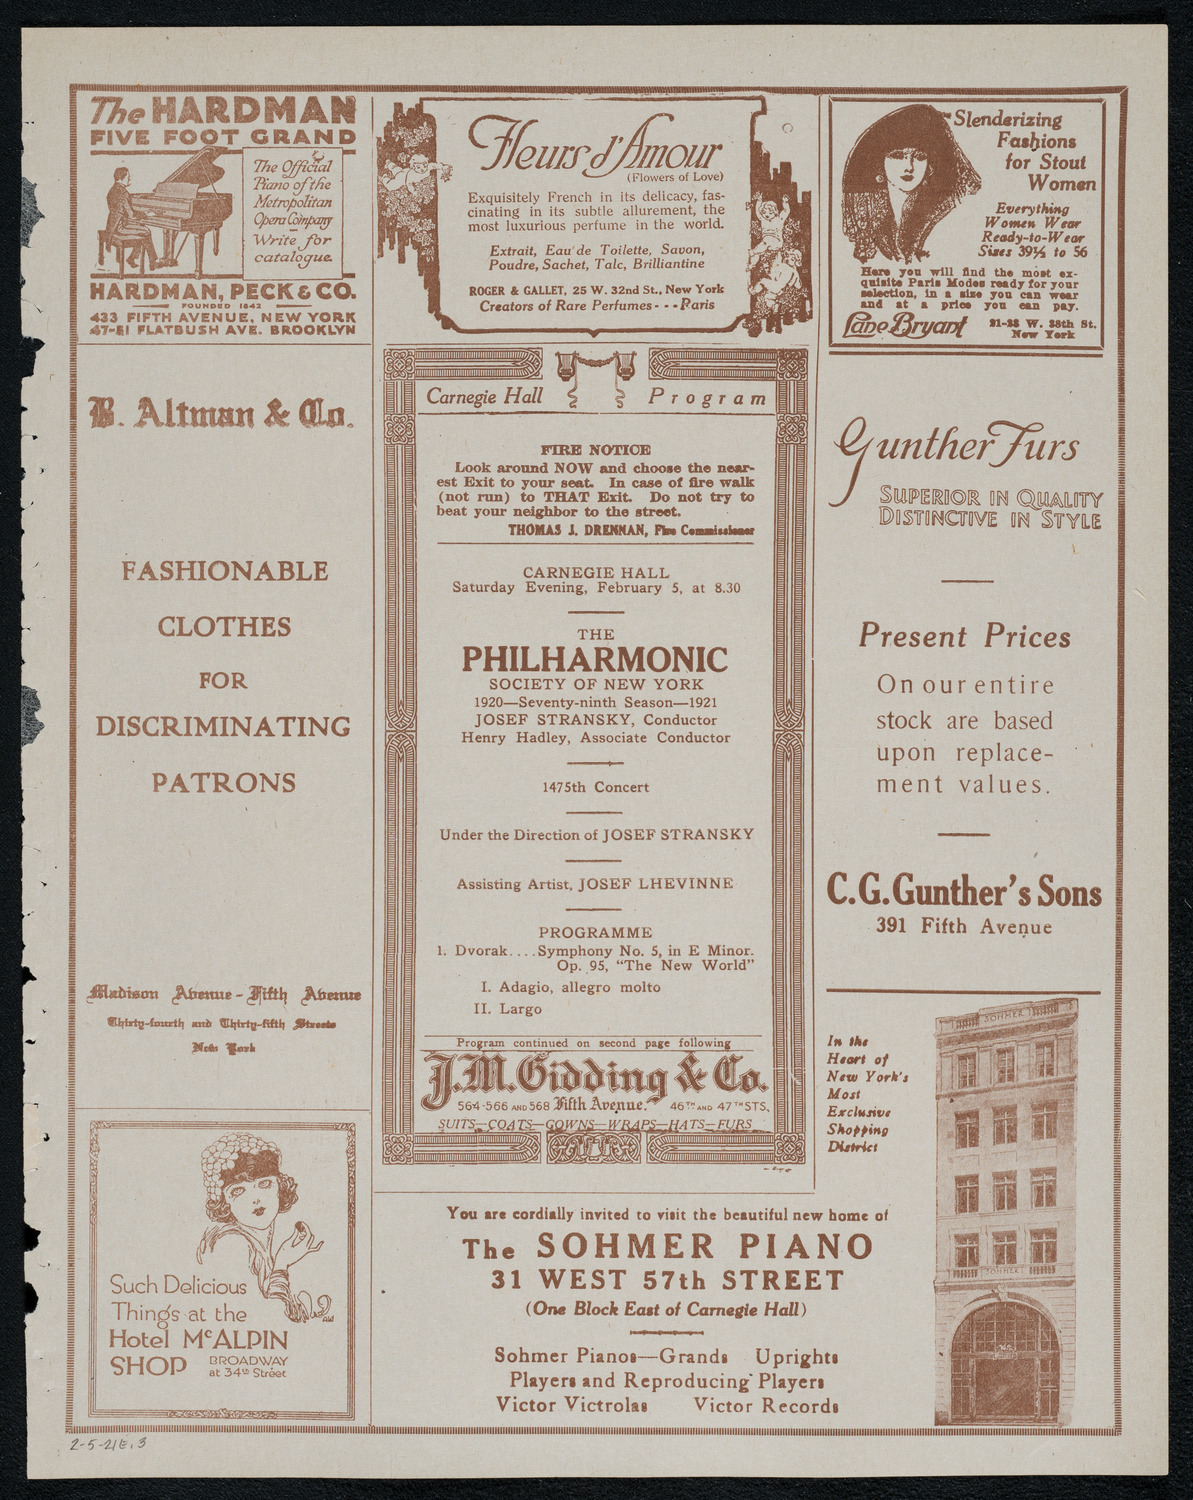 The HARDMAN
FIVE FOOT GRAND
The Official
Piano of the
Metropolitan
Opera Company
Write for
catalogue.
HARDMAN, PECK & CO.
FOUNDED 1842
433 FIFTH AVENUE, NEW YORK
47-51 FLATBUSH AVE. BROOKLYN
Fleurs d'Amour
(Flowers of Love)
Exquisitely French in its delicacy, fas-
cinating in its subtle allurement, the
most luxurious perfume in the world.
Extrait, Eau de Toilette, Savon,
Poudre, Sachet, Talc, Brilliantine
ROGER & GALLET, 25 W. 32nd St., New York
Creators of Rare Perfumes - - - Paris
Slenderizing
Fashions
for Stout
Women
Everything
Women Wear
Ready-to-Wear
Sizes 39½ to 56
Here you will find the most ex-
quisite Paris Modes ready for your
selection, in a size you can wear
and at a price you can pay.
Lane Bryant
21-23 W. 38th St.
New York
B. Altman & Co.
FASHIONABLE
CLOTHES
FOR
DISCRIMINATING
PATRONS
Madison Avenue - Fifth Avenue
Thirty-fourth and Thirty-fifth Streets
New York
Such Delicious
Things at the
Hotel McALPIN
SHOP
BROADWAY
at 34th Street
Carnegie Hall Program
FIRE NOTICE
Look around NOW and choose the near-
est Exit to your seat. In case of fire walk
(not run) to THAT Exit. Do not try to
beat your neighbor to the street.
THOMAS J. DRENNAN, Fire Commissioner
CARNEGIE HALL
Saturday Evening, February 5, at 8.30
THE
PHILHARMONIC
SOCIETY OF NEW YORK
1920—Seventy-ninth Season—1921
JOSEF STRANSKY, Conductor
Henry Hadley, Associate Conductor
1475th Concert
Under the Direction of JOSEF STRANSKY
Assisting Artist, JOSEF LHEVINNE
PROGRAMME
1. Dvorak....Symphony No. 5, in E Minor.
Op. 95, "The New World"
I. Adagio, allegro molto
II. Largo
Program continued on second page following
J.M. Gidding & Co.
564-566 AND 568 Fifth Avenue. 46TH AND 47TH STS.
SUITS—COATS—GOWNS—WRAPS—HATS—FURS
Gunther Furs
SUPERIOR IN QUALITY
DISTINCTIVE IN STYLE
Present Prices
On our entire
stock are based
upon replace-
ment values.
C.G. Gunther's Sons
391 Fifth Avenue
In the
Heart of
New York's
Most
Exclusive
Shopping
District
SOHMER
SOHMER
You are cordially invited to visit the beautiful new home of
The SOHMER PIANO
31 WEST 57th STREET
(One Block East of Carnegie Hall)
Sohmer Pianos—Grands Uprights
Players and Reproducing Players
Victor Victrolas Victor Records
2-5-21E.3